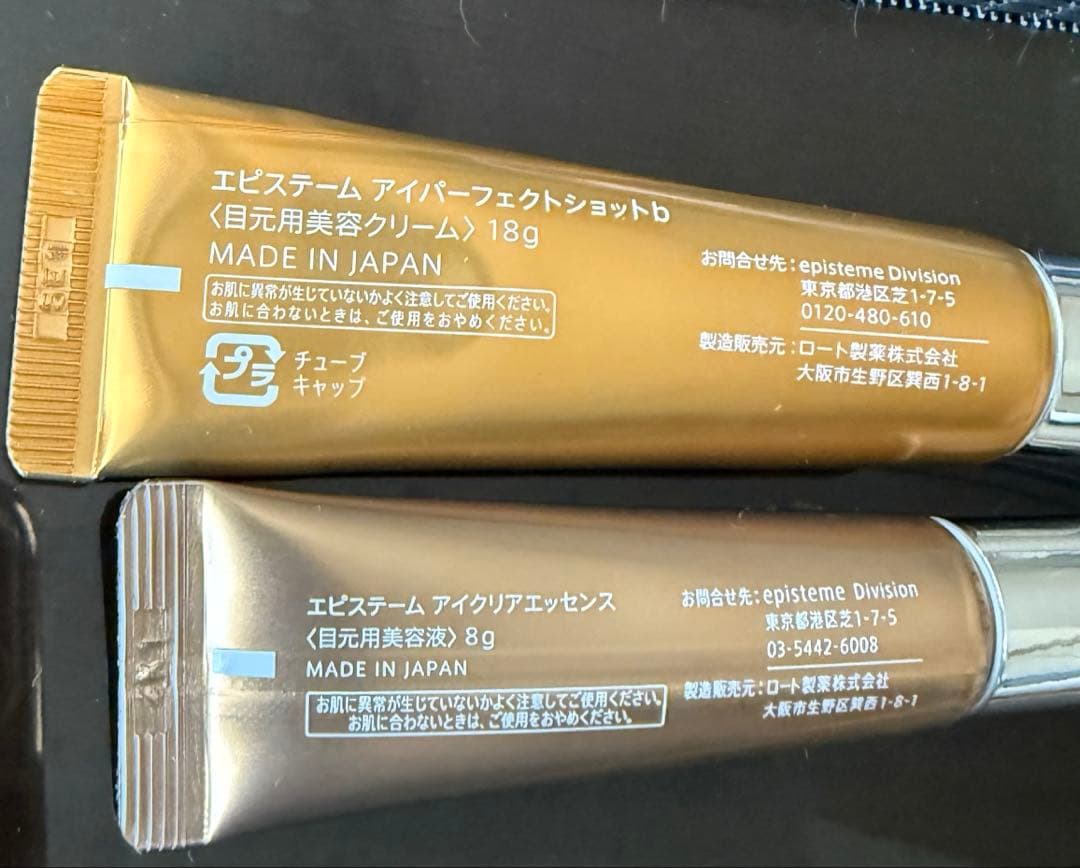 エピステーム アイパーフェクトショットb
〈目元用美容クリーム〉 18g
MADE IN JAPAN
お肌に異常が生じていないかよく注意してご使用ください。
お肌に合わないときは、ご使用をおやめください。
プラ
チューブ
キャップ
お問合せ先：episteme Division
東京都港区芝1-7-5
0120-480-610
製造販売元：ロート製薬株式会社
大阪市生野区巽西1-8-1
エピステーム アイクリアエッセンス
〈目元用美容液〉 8g
MADE IN JAPAN
お肌に異常が生じていないかよく注意してご使用ください。
お肌に合わないときは、ご使用をおやめください。
お問合せ先：episteme Division
東京都港区芝1-7-5
03-5442-6008
製造販売元：ロート製薬株式会社
大阪市生野区巽西1-8-1